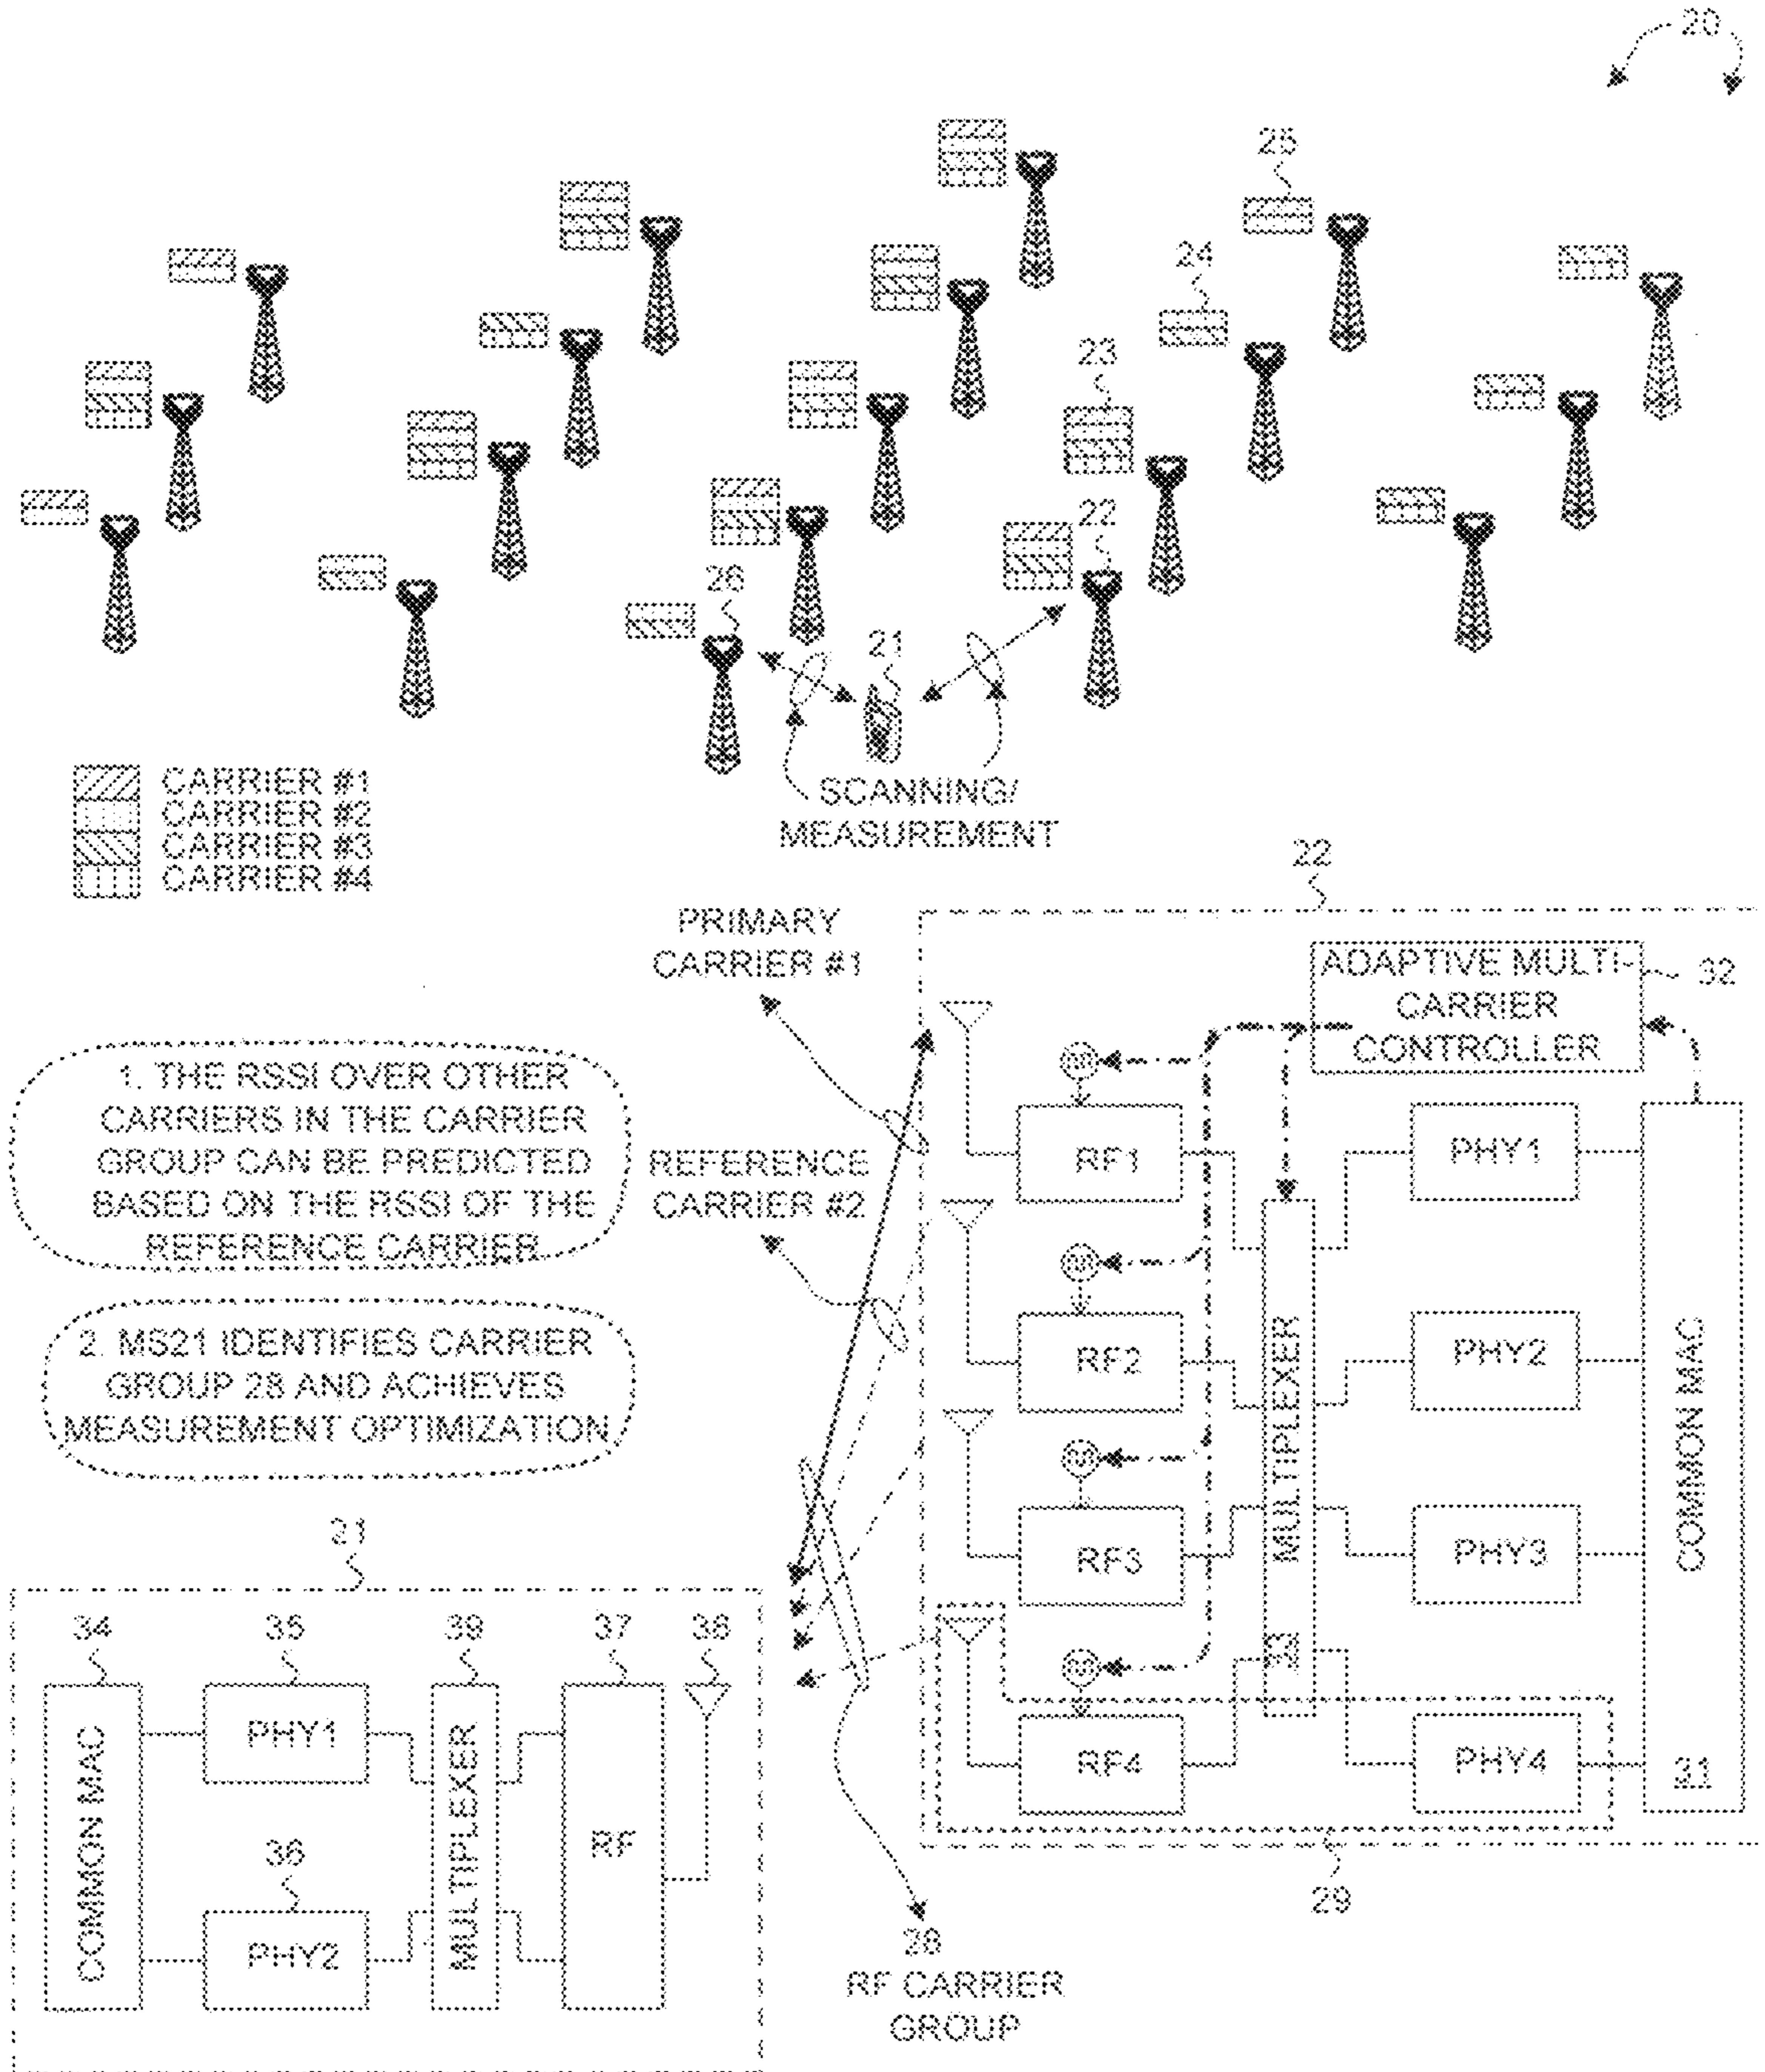 20
25
24
23
22
26
21
SCANNING/
MEASUREMENT
CARRIER #1
CARRIER #2
CARRIER #3
CARRIER #4
22
PRIMARY
CARRIER #1
ADAPTIVE MULTI-
CARRIER
CONTROLLER
32
1. THE RSSI OVER OTHER
CARRIERS IN THE CARRIER
GROUP CAN BE PREDICTED
BASED ON THE RSSI OF THE
REFERENCE CARRIER
REFERENCE
CARRIER #2
RF1
PHY1
2. MS21 IDENTIFIES CARRIER
GROUP 28 AND ACHIEVES
MEASUREMENT OPTIMIZATION
RF2
PHY2
MULTIPLEXER
COMMON MAC
RF3
PHY3
33
RF4
PHY4
31
29
21
34
35
39
37
38
COMMON MAC
PHY1
MULTIPLEXER
RF
36
PHY2
28
RF CARRIER
GROUP